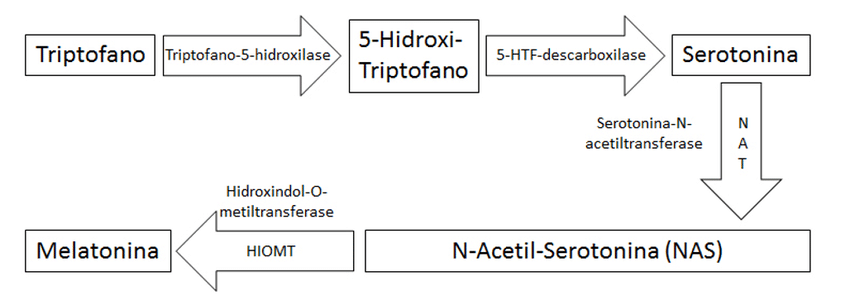 Triptofano
Triptofano-5-hidroxilase
5-Hidroxi-
Triptofano
5-HTF-descarboxilase
Serotonina
Serotonina-N-
acetiltransferase
N
A
T
N-Acetil-Serotonina (NAS)
Hidroxindol-O-
metiltransferase
HIOMT
Melatonina